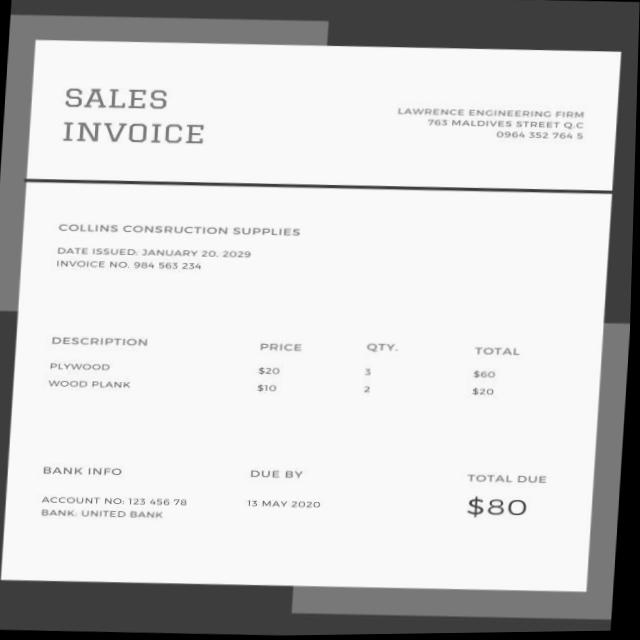 SALES
INVOICE
LAWRENCE ENGINEERING FIRM
763 MALDIVES STREET Q.C
0964 352 764 5
COLLINS CONSRUCTION SUPPLIES
DATE ISSUED: JANUARY 20. 2029
INVOICE NO. 984 563 234
DESCRIPTION PRICE QTY. TOTAL
PLYWOOD $20 3 $60
WOOD PLANK $10 2 $20
BANK INFO DUE BY TOTAL DUE
ACCOUNT NO: 123 456 78 13 MAY 2020 $80
BANK: UNITED BANK